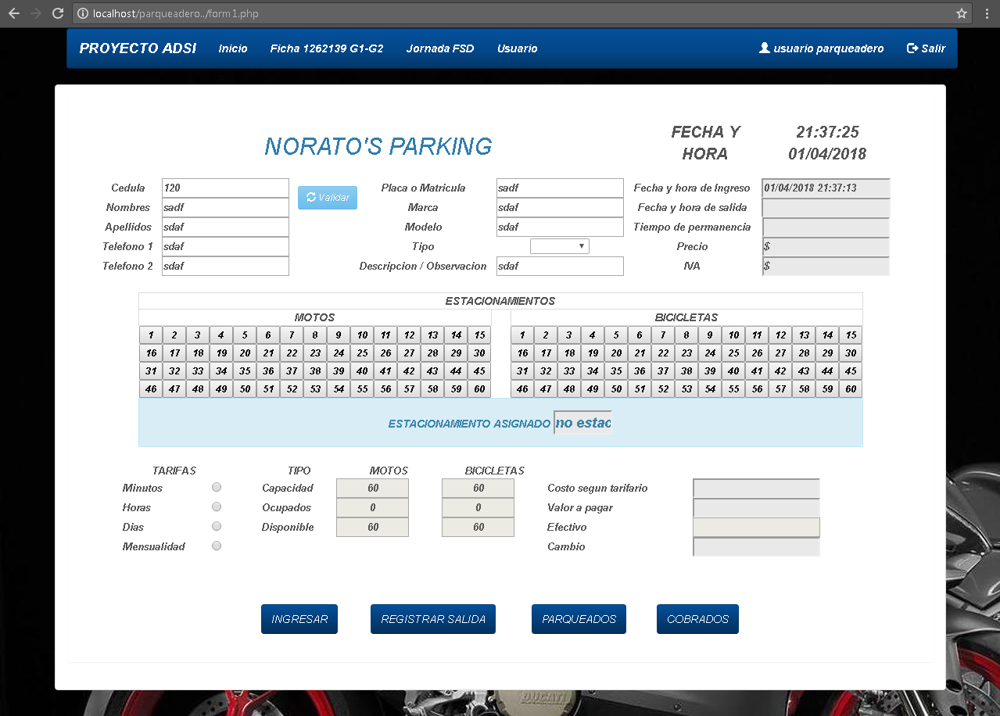 localhost/parqueadero../form1.php
PROYECTO ADSI Inicio Ficha 1262139 G1-G2 Jornada FSD Usuario usuario parqueadero Salir
NORATO'S PARKING
FECHA Y HORA
21:37:25
01/04/2018
Cedula 120 Validar Placa o Matricula sadf Fecha y hora de Ingreso 01/04/2018 21:37:13
Nombres sadf Marca sdaf Fecha y hora de salida
Apellidos sdaf Modelo sdaf Tiempo de permanencia
Telefono 1 sdaf Tipo Precio $
Telefono 2 sdaf Descripcion / Observacion sdaf IVA $
ESTACIONAMIENTOS
MOTOS BICICLETAS
1 2 3 4 5 6 7 8 9 10 11 12 13 14 15 1 2 3 4 5 6 7 8 9 10 11 12 13 14 15
16 17 18 19 20 21 22 23 24 25 26 27 28 29 30 16 17 18 19 20 21 22 23 24 25 26 27 28 29 30
31 32 33 34 35 36 37 38 39 40 41 42 43 44 45 31 32 33 34 35 36 37 38 39 40 41 42 43 44 45
46 47 48 49 50 51 52 53 54 55 56 57 58 59 60 46 47 48 49 50 51 52 53 54 55 56 57 58 59 60
ESTACIONAMIENTO ASIGNADO no estac
TARIFAS TIPO MOTOS BICICLETAS
Minutos Capacidad 60 60 Costo segun tarifario
Horas Ocupados 0 0 Valor a pagar
Dias Disponible 60 60 Efectivo
Mensualidad Cambio
INGRESAR REGISTRAR SALIDA PARQUEADOS COBRADOS
DUCATI